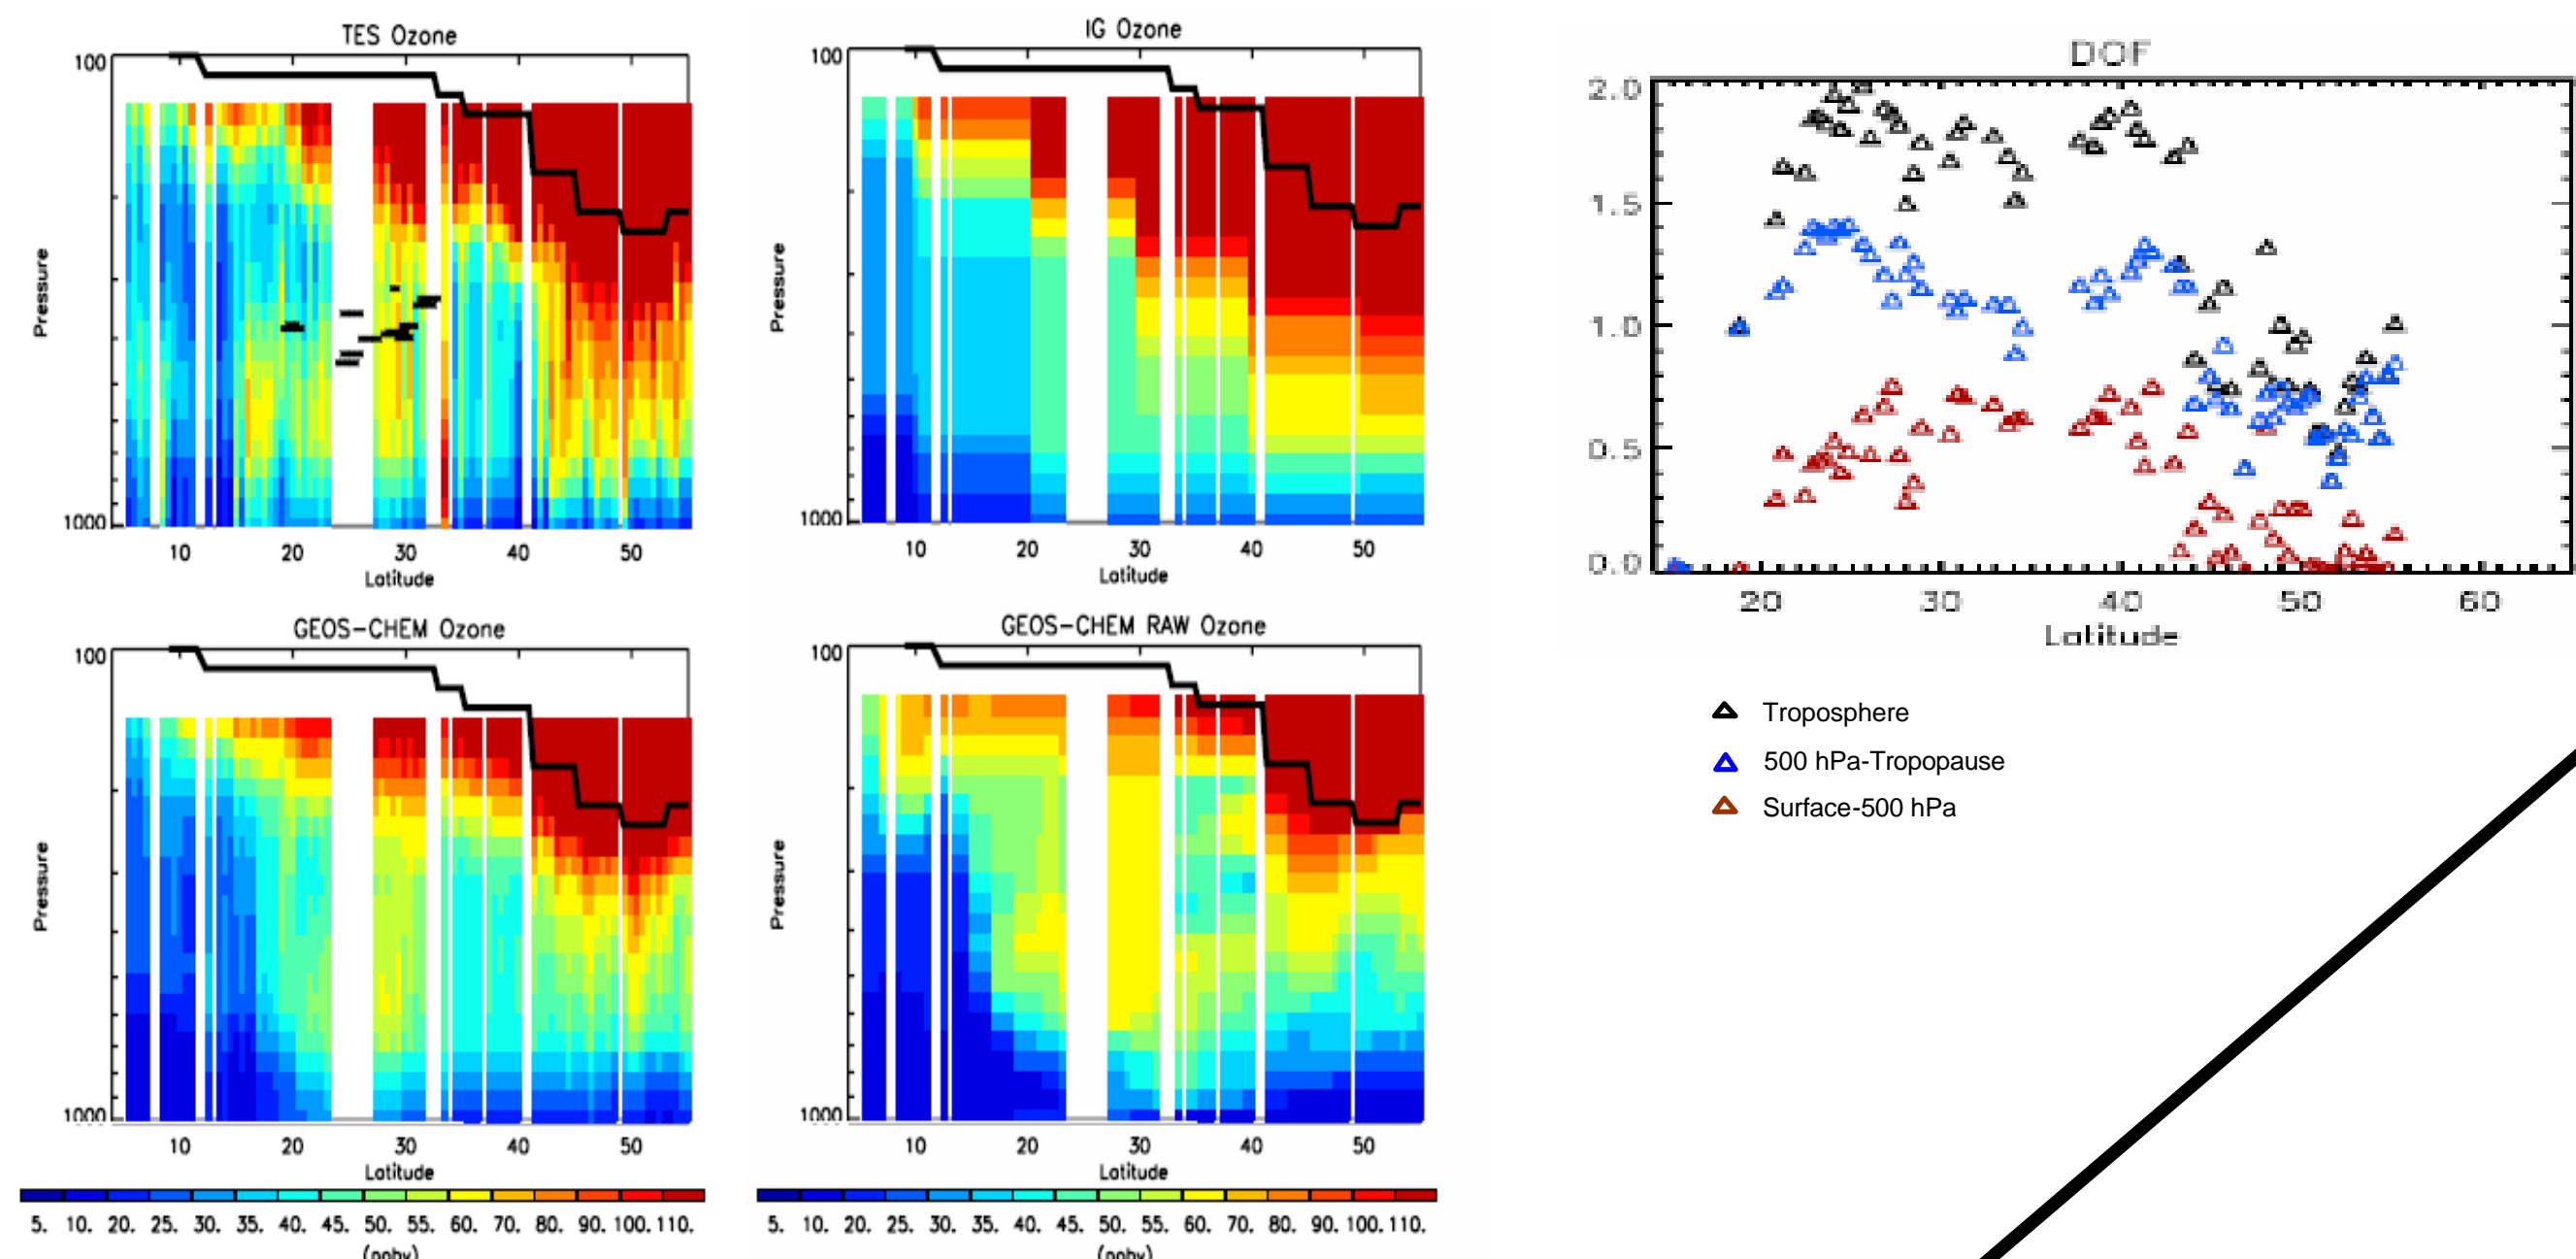 TES Ozone
100
Pressure
1000
10 20 30 40 50
Latitude
IG Ozone
100
Pressure
1000
10 20 30 40 50
Latitude
DOF
2.0
1.5
1.0
0.5
0.0
20 30 40 50 60
Latitude
Troposphere
500 hPa-Tropopause
Surface-500 hPa
GEOS-CHEM Ozone
100
Pressure
1000
10 20 30 40 50
Latitude
5. 10. 20. 25. 30. 35. 40. 45. 50. 55. 60. 70. 80. 90. 100. 110.
(ppbv)
GEOS-CHEM RAW Ozone
100
Pressure
1000
10 20 30 40 50
Latitude
5. 10. 20. 25. 30. 35. 40. 45. 50. 55. 60. 70. 80. 90. 100. 110.
(ppbv)